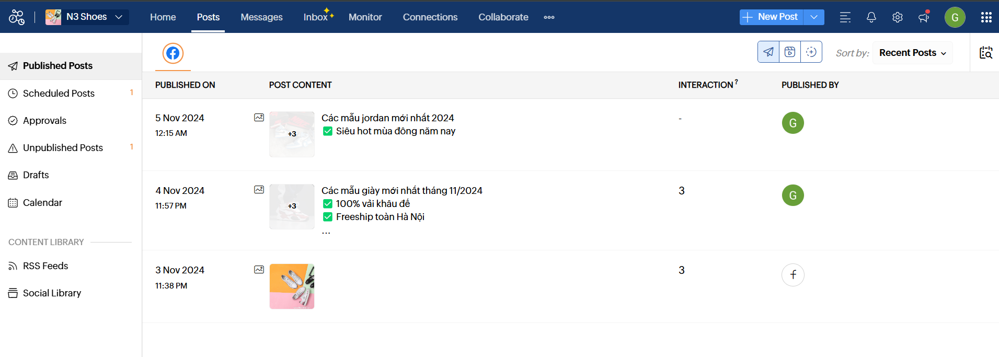 N3 Shoes
Home
Posts
Messages
Inbox
Monitor
Connections
Collaborate
New Post
G
Published Posts
Scheduled Posts 1
Approvals
Unpublished Posts 1
Drafts
Calendar
CONTENT LIBRARY
RSS Feeds
Social Library
Sort by: Recent Posts
PUBLISHED ON POST CONTENT INTERACTION ? PUBLISHED BY
5 Nov 2024
12:15 AM
+3
Các mẫu jordan mới nhất 2024
✅ Siêu hot mùa đông năm nay
-
G
4 Nov 2024
11:57 PM
+3
Các mẫu giày mới nhất tháng 11/2024
✅ 100% vải khâu đế
✅ Freeship toàn Hà Nội
...
3
G
3 Nov 2024
11:38 PM
3
f